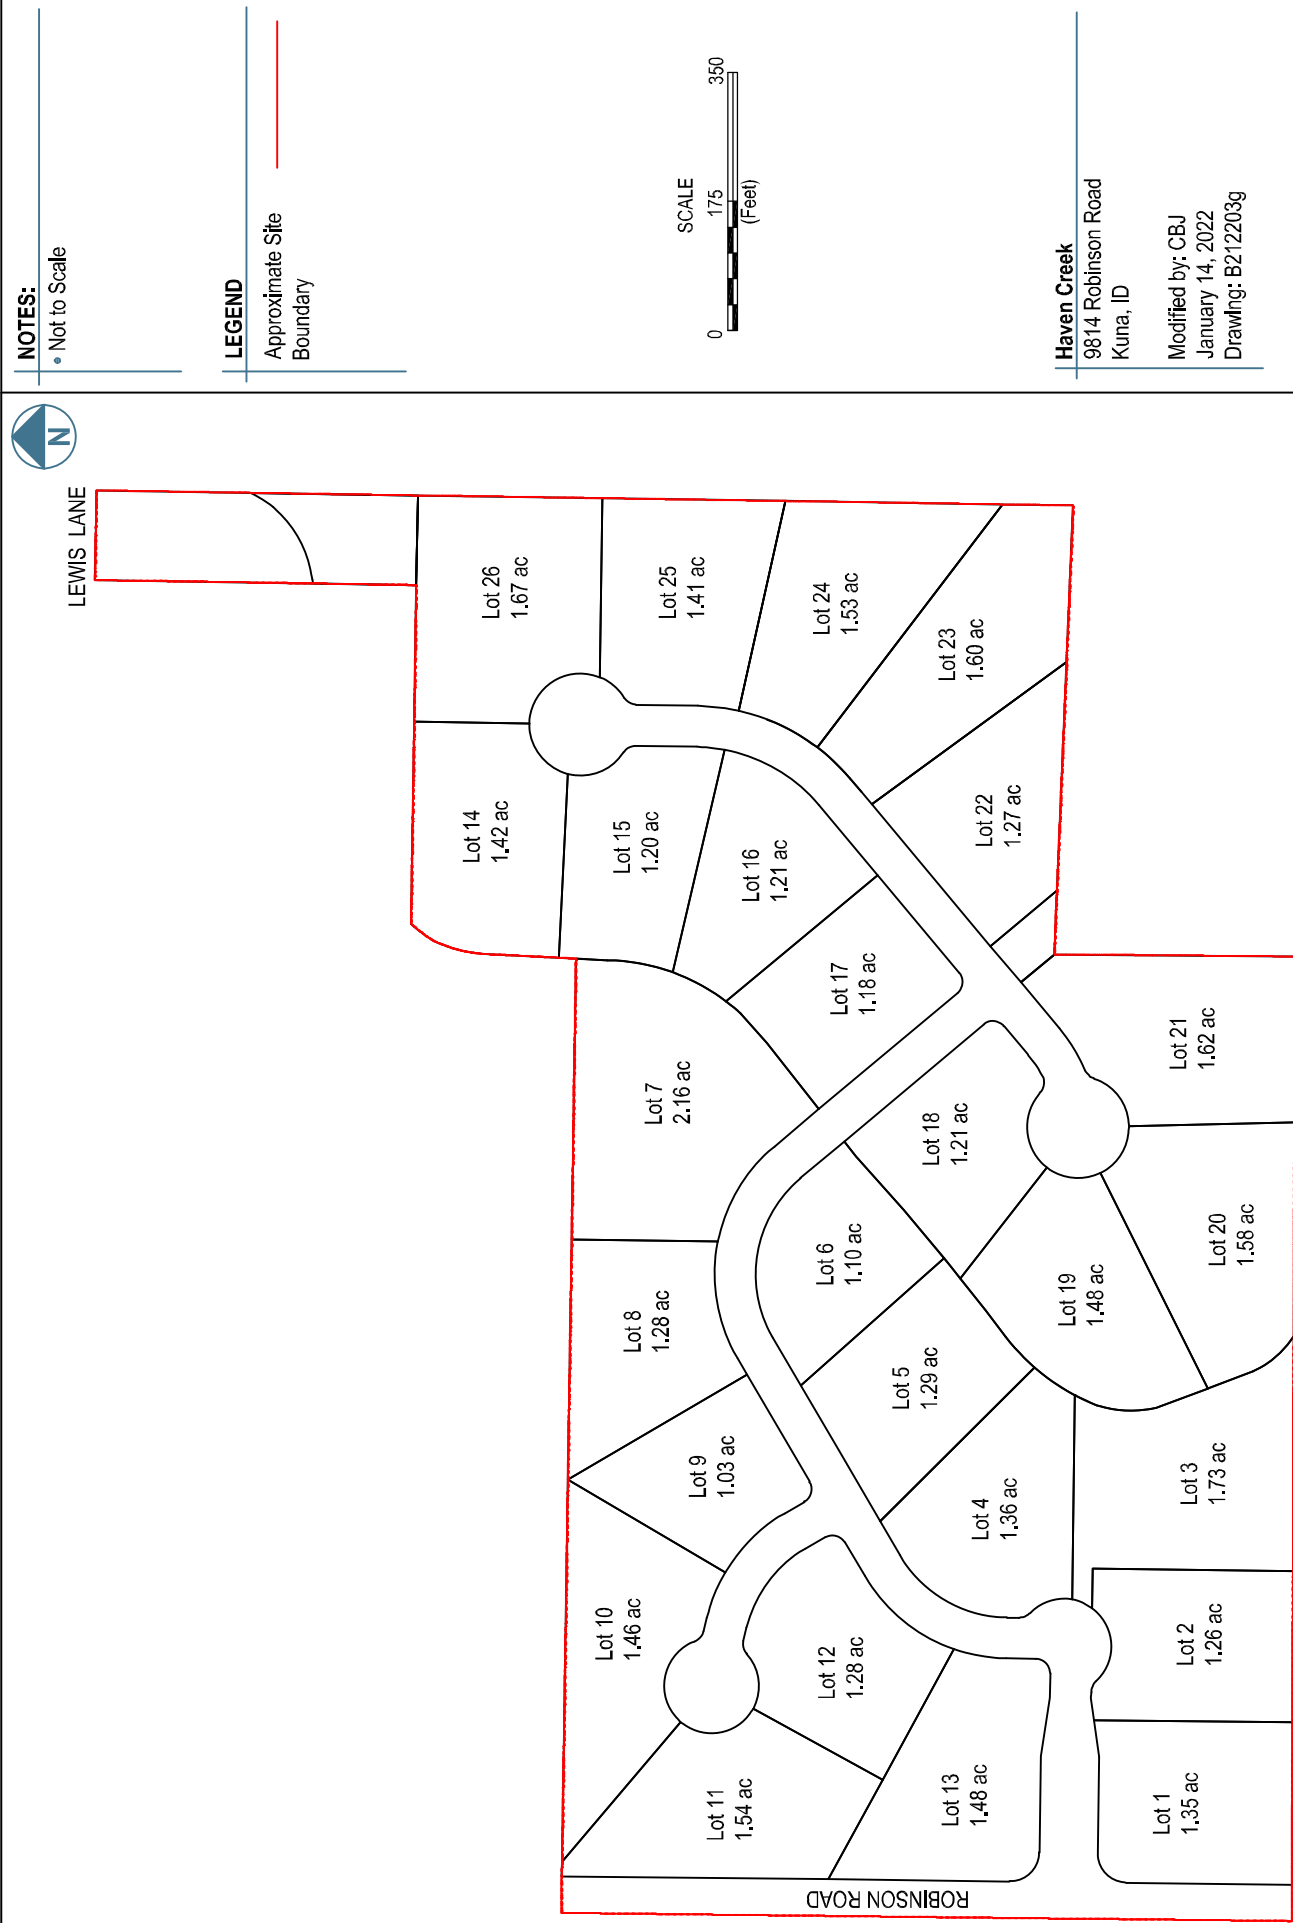 NOTES:
• Not to Scale
LEGEND
Approximate Site
Boundary
SCALE
0 175 350
(Feet)
Haven Creek
9814 Robinson Road
Kuna, ID
Modified by: CBJ
January 14, 2022
Drawing: B212203g
N
LEWIS LANE
Lot 26
1.67 ac
Lot 25
1.41 ac
Lot 24
1.53 ac
Lot 23
1.60 ac
Lot 22
1.27 ac
Lot 14
1.42 ac
Lot 15
1.20 ac
Lot 16
1.21 ac
Lot 17
1.18 ac
Lot 7
2.16 ac
Lot 18
1.21 ac
Lot 21
1.62 ac
Lot 8
1.28 ac
Lot 6
1.10 ac
Lot 19
1.48 ac
Lot 20
1.58 ac
Lot 9
1.03 ac
Lot 5
1.29 ac
Lot 4
1.36 ac
Lot 3
1.73 ac
Lot 10
1.46 ac
Lot 12
1.28 ac
Lot 2
1.26 ac
Lot 11
1.54 ac
Lot 13
1.48 ac
Lot 1
1.35 ac
ROBINSON ROAD